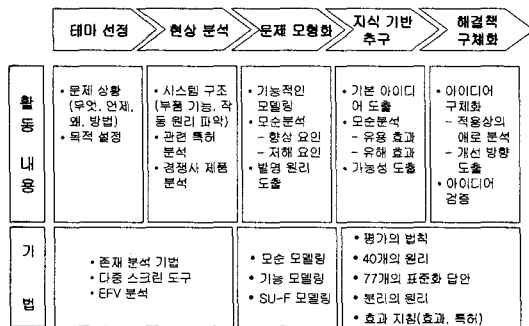 테마 선정
현상 분석
문제 모형화
지식 기반
추구
해결책
구체화
활
동
내
용
• 문제 상황
(무엇, 언제,
왜, 방법)
• 목적 설정
• 시스템 구조
(부품 기능, 작
동 원리 파악)
• 관련 특허
분석
• 경쟁사 제품
분석
• 기능적인
모델링
• 모순분석
- 향상 요인
- 저해 요인
• 발명 원리
도출
• 기본 아이디
어 도출
• 모순분석
- 유용 효과
- 유해 효과
• 가능성 도출
• 아이디어
구체화
- 적용상의
애로 분석
- 개선 방향
도출
• 아이디어
검증
기
법
• 존재 분석 기법
• 다중 스크린 도구
• EFV 분석
• 모순 모델링
• 기능 모델링
• SU-F 모델링
• 평가의 법칙
• 40개의 원리
• 77개의 표준화 답안
• 분리의 원리
• 효과 지침(효과, 특허)